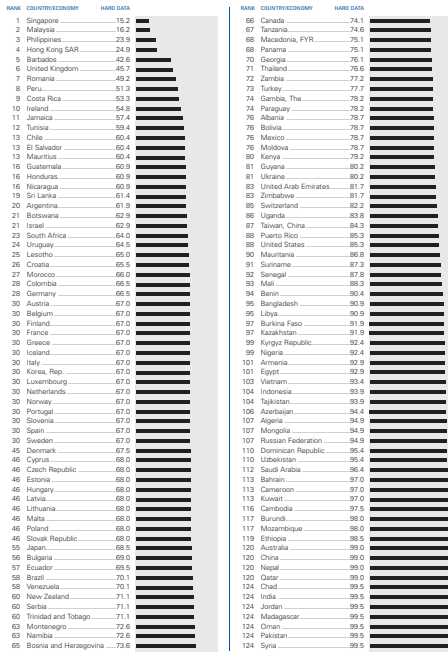 RANK COUNTRY/ECONOMY HARD DATA
1 Singapore 15.2
2 Malaysia 16.2
3 Philippines 23.9
4 Hong Kong SAR 24.9
5 Barbados 42.6
6 United Kingdom 45.7
7 Romania 49.2
8 Peru 51.3
9 Costa Rica 53.3
10 Ireland 54.8
11 Jamaica 57.4
12 Tunisia 59.4
13 Chile 60.4
13 El Salvador 60.4
13 Mauritius 60.4
16 Guatemala 60.9
16 Honduras 60.9
16 Nicaragua 60.9
19 Sri Lanka 61.4
20 Argentina 61.9
21 Botswana 62.9
21 Israel 62.9
23 South Africa 64.0
24 Uruguay 64.5
25 Lesotho 65.0
26 Croatia 65.5
27 Morocco 66.0
28 Colombia 66.5
28 Germany 66.5
30 Austria 67.0
30 Belgium 67.0
30 Finland 67.0
30 France 67.0
30 Greece 67.0
30 Iceland 67.0
30 Italy 67.0
30 Korea, Rep. 67.0
30 Luxembourg 67.0
30 Netherlands 67.0
30 Norway 67.0
30 Portugal 67.0
30 Slovenia 67.0
30 Spain 67.0
30 Sweden 67.0
45 Denmark 67.5
46 Cyprus 68.0
46 Czech Republic 68.0
46 Estonia 68.0
46 Hungary 68.0
46 Latvia 68.0
46 Lithuania 68.0
46 Malta 68.0
46 Poland 68.0
46 Slovak Republic 68.0
55 Japan 68.5
56 Bulgaria 69.0
57 Ecuador 69.5
58 Brazil 70.1
58 Venezuela 70.1
60 New Zealand 71.1
60 Serbia 71.1
60 Trinidad and Tobago 71.1
63 Montenegro 72.6
63 Namibia 72.6
65 Bosnia and Herzegovina 73.6
RANK COUNTRY/ECONOMY HARD DATA
66 Canada 74.1
67 Tanzania 74.6
68 Macedonia, FYR 75.1
68 Panama 75.1
70 Georgia 76.1
71 Thailand 76.6
72 Zambia 77.2
73 Turkey 77.7
74 Gambia, The 78.2
74 Paraguay 78.2
76 Albania 78.7
76 Bolivia 78.7
76 Mexico 78.7
76 Moldova 78.7
80 Kenya 79.2
81 Guyana 80.2
81 Ukraine 80.2
83 United Arab Emirates 81.7
83 Zimbabwe 81.7
85 Switzerland 82.2
86 Uganda 83.8
87 Taiwan, China 84.3
88 Puerto Rico 85.3
88 United States 85.3
90 Mauritania 86.8
91 Suriname 87.3
92 Senegal 87.8
93 Mali 88.3
94 Benin 90.4
95 Bangladesh 90.9
95 Libya 90.9
97 Burkina Faso 91.9
97 Kazakhstan 91.9
99 Kyrgyz Republic 92.4
99 Nigeria 92.4
101 Armenia 92.9
101 Egypt 92.9
103 Vietnam 93.4
104 Indonesia 93.9
104 Tajikistan 93.9
106 Azerbaijan 94.4
107 Algeria 94.9
107 Mongolia 94.9
107 Russian Federation 94.9
110 Dominican Republic 95.4
110 Uzbekistan 95.4
112 Saudi Arabia 96.4
113 Bahrain 97.0
113 Cameroon 97.0
113 Kuwait 97.0
116 Cambodia 97.5
117 Burundi 98.0
117 Mozambique 98.0
119 Ethiopia 98.5
120 Australia 99.0
120 China 99.0
120 Nepal 99.0
120 Qatar 99.0
124 Chad 99.5
124 India 99.5
124 Jordan 99.5
124 Madagascar 99.5
124 Oman 99.5
124 Pakistan 99.5
124 Syria 99.5